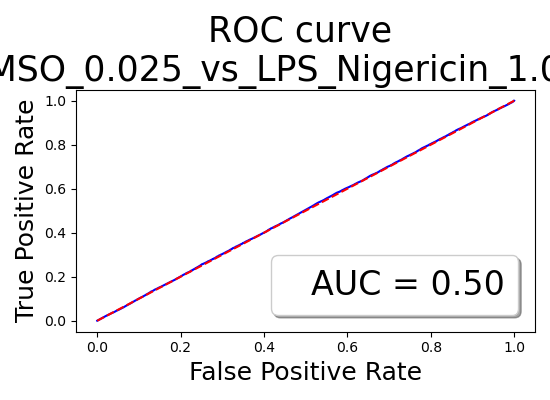 ROC curve
MSO_0.025_vs_LPS_Nigericin_1.0
1.0
0.8
0.6
0.4
0.2
0.0
True Positive Rate
AUC = 0.50
0.0 0.2 0.4 0.6 0.8 1.0
False Positive Rate